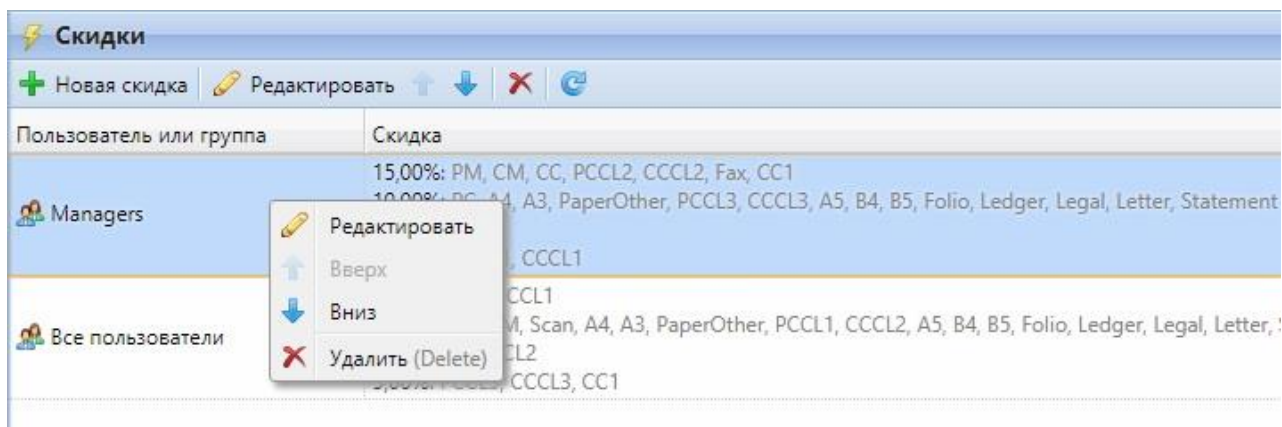 Скидки
Новая скидка Редактировать
Пользователь или группа Скидка
15,00%: PM, CM, CC, PCCL2, CCCL2, Fax, CC1
Managers
A4, A3, PaperOther, PCCL3, CCCL3, A5, B4, B5, Folio, Ledger, Legal, Letter, Statement
Редактировать
, CCCL1
Вверх
CCL1
Вниз
Все пользователи
, Scan, A4, A3, PaperOther, PCCL1, CCCL2, A5, B4, B5, Folio, Ledger, Legal, Letter,
Удалить (Delete)
CCCL3, CC1